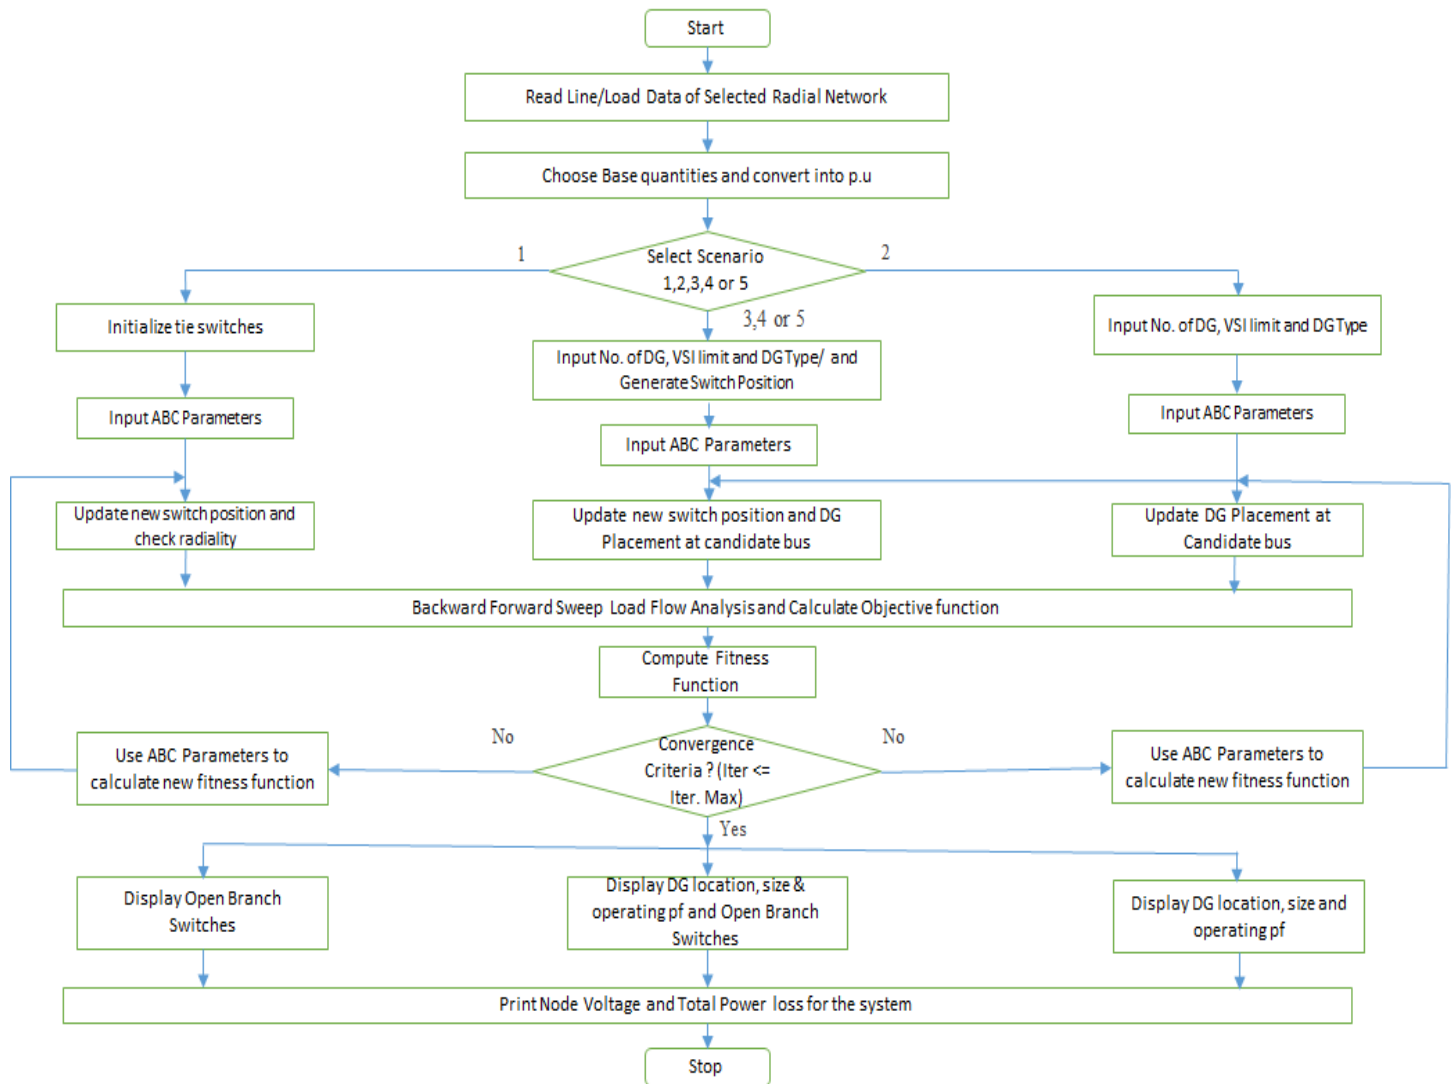 Start
Read Line/Load Data of Selected Radial Network
Choose Base quantities and convert into p.u
Select Scenario
1,2,3,4 or 5
1
2
3,4 or 5
Initialize tie switches
Input No. of DG, VSI limit and DG Type/ and
Generate Switch Position
Input No. of DG, VSI limit and DG Type
Input ABC Parameters
Input ABC Parameters
Input ABC Parameters
Update new switch position and
check radiality
Update new switch position and DG
Placement at candidate bus
Update DG Placement at
Candidate bus
Backward Forward Sweep Load Flow Analysis and Calculate Objective function
Compute Fitness
Function
Convergence
Criteria ? (Iter <=
Iter. Max)
No
No
Yes
Use ABC Parameters to
calculate new fitness function
Use ABC Parameters to
calculate new fitness function
Display Open Branch
Switches
Display DG location, size &
operating pf and Open Branch
Switches
Display DG location, size and
operating pf
Print Node Voltage and Total Power loss for the system
Stop